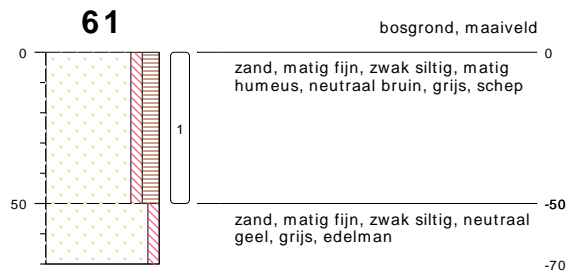 61
bosgrond, maaiveld
0
0
zand, matig fijn, zwak siltig, matig
humeus, neutraal bruin, grijs, schep
1
50
-50
zand, matig fijn, zwak siltig, neutraal
geel, grijs, edelman
-70